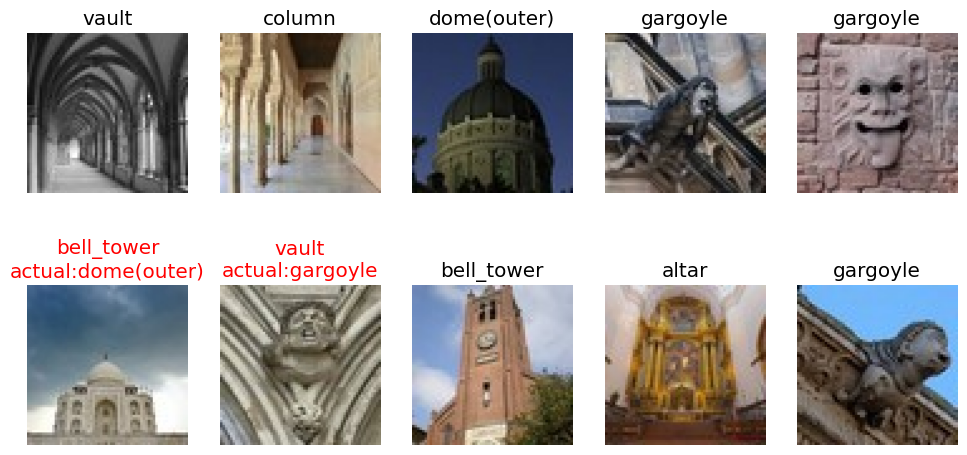 vault
column
dome(outer)
gargoyle
gargoyle
bell_tower
actual:dome(outer)
vault
actual:gargoyle
bell_tower
altar
gargoyle